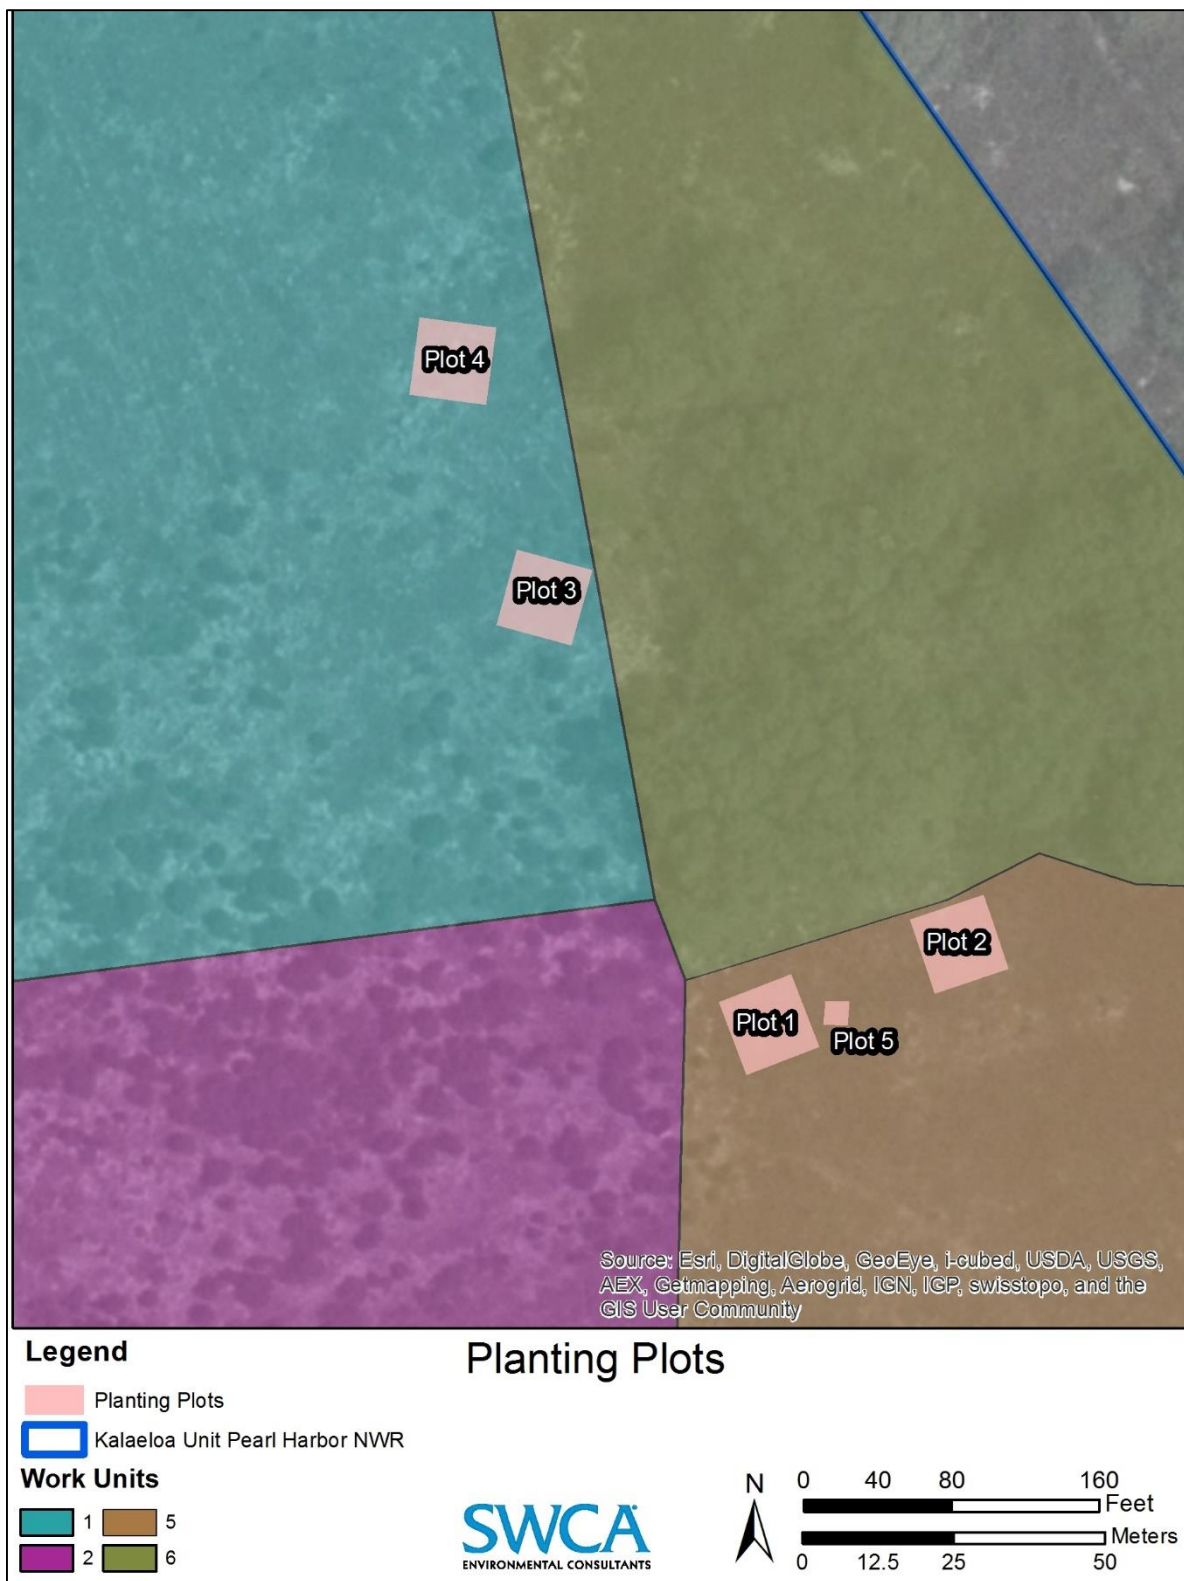 Plot 4
Plot 3
Plot 2
Plot 1
Plot 5
Source: Esri, DigitalGlobe, GeoEye, i-cubed, USDA, USGS,
AEX, Getmapping, Aerogrid, IGN, IGP, swisstopo, and the
GIS User Community
Legend
Planting Plots
Planting Plots
Kalaeloa Unit Pearl Harbor NWR
Work Units
1 5
2 6
SWCA
ENVIRONMENTAL CONSULTANTS
N
0 40 80 160
Feet
Meters
0 12.5 25 50